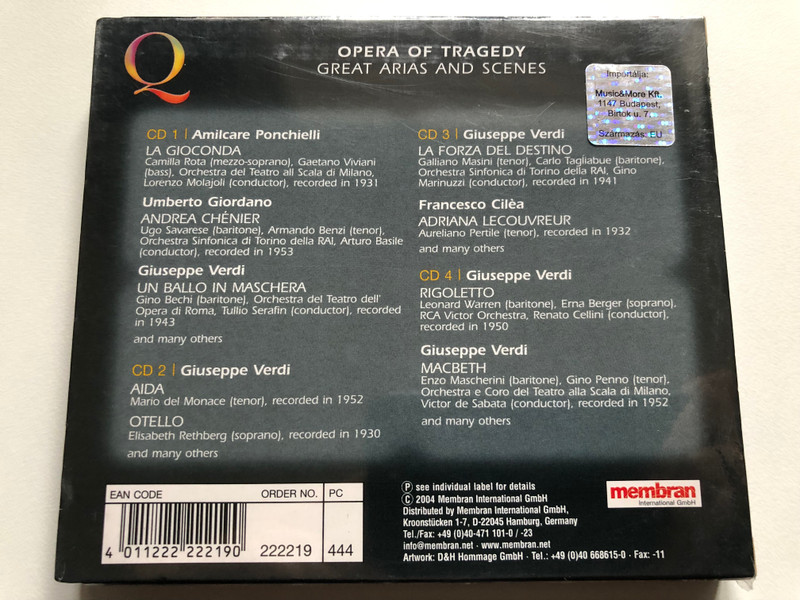 Q
OPERA OF TRAGEDY
GREAT ARIAS AND SCENES
Importálja:
Music&More Kft.
1147 Budapest,
Birtok u. 7.
Származás: EU
CD 1 | Amilcare Ponchielli
LA GIOCONDA
Camilla Rota (mezzo-soprano), Gaetano Viviani
(bass), Orchestra del Teatro all Scala di Milano,
Lorenzo Molajoli (conductor), recorded in 1931
Umberto Giordano
ANDREA CHÉNIER
Ugo Savarese (baritone), Armando Benzi (tenor),
Orchestra Sinfonica di Torino della RAI, Arturo Basile
(conductor), recorded in 1953
Giuseppe Verdi
UN BALLO IN MASCHERA
Gino Bechi (baritone), Orchestra del Teatro dell'
Opera di Roma, Tullio Serafin (conductor), recorded
in 1943
and many others
CD 2 | Giuseppe Verdi
AIDA
Mario del Monace (tenor), recorded in 1952
OTELLO
Elisabeth Rethberg (soprano), recorded in 1930
and many others
CD 3 | Giuseppe Verdi
LA FORZA DEL DESTINO
Galliano Masini (tenor), Carlo Tagliabue (baritone),
Orchestra Sinfonica di Torino della RAI, Gino
Marinuzzi (conductor), recorded in 1941
Francesco Cilèa
ADRIANA LECOUVREUR
Aureliano Pertile (tenor), recorded in 1932
and many others
CD 4 | Giuseppe Verdi
RIGOLETTO
Leonard Warren (baritone), Erna Berger (soprano),
RCA Victor Orchestra, Renato Cellini (conductor),
recorded in 1950
Giuseppe Verdi
MACBETH
Enzo Mascherini (baritone), Gino Penno (tenor),
Orchestra e Coro del Teatro alla Scala di Milano,
Victor de Sabata (conductor), recorded in 1952
and many others
EAN CODE
ORDER NO.
PC
4 011222 222190
222219
444
Ⓟ see individual label for details
© 2004 Membran International GmbH
Distributed by Membran International GmbH,
Kroonstücken 1-7, D-22045 Hamburg, Germany
Tel./Fax: +49 (0)40-471 101-0 / -23
info@membran.net · www.membran.net
Artwork: D&H Hommage GmbH · Tel.: +49 (0)40 668615-0 · Fax: -11
membran
International GmbH